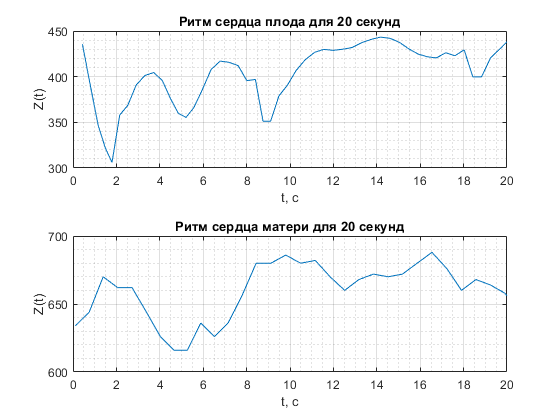 Ритм сердца плода для 20 секунд
450
400
350
300
Z(t)
0 2 4 6 8 10 12 14 16 18 20
t, с
Ритм сердца матери для 20 секунд
700
650
600
Z(t)
0 2 4 6 8 10 12 14 16 18 20
t, с